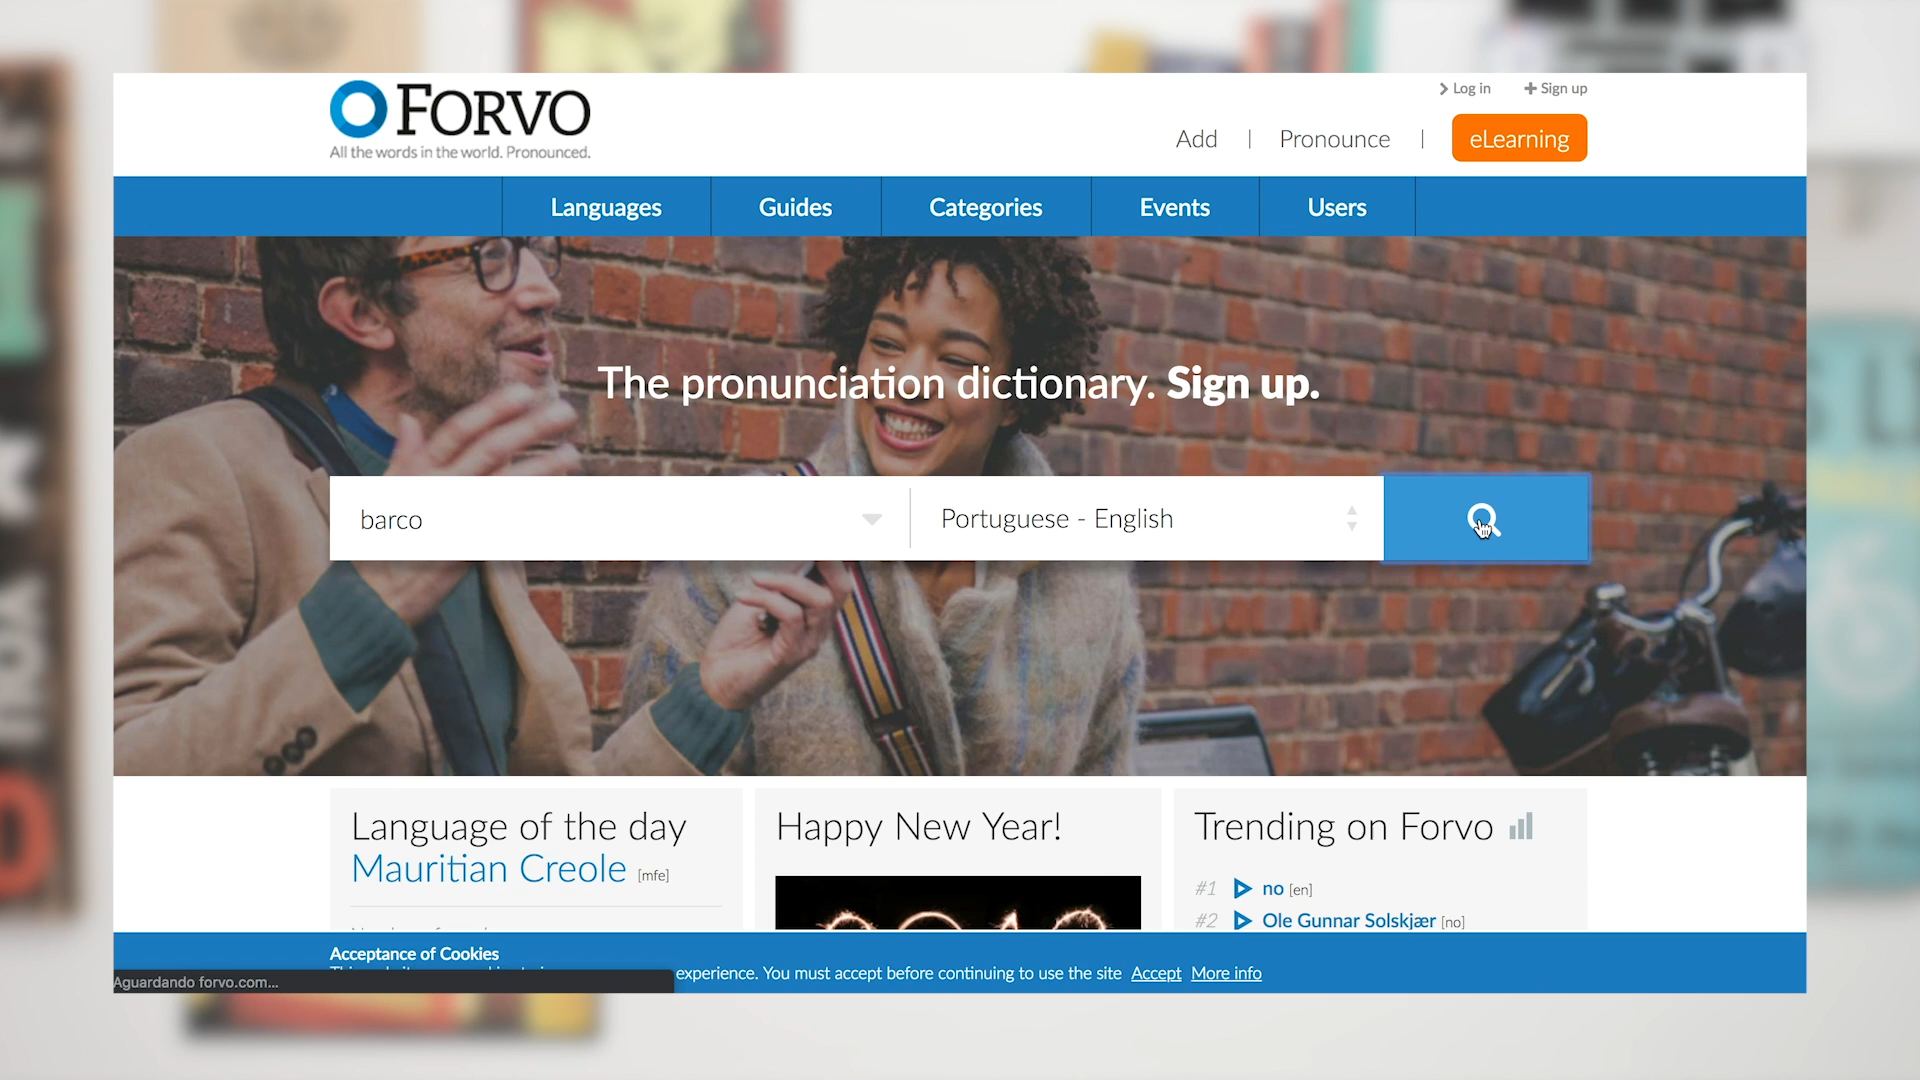 FORVO
All the words in the world. Pronounced.
Log in
Sign up
Add | Pronounce |
eLearning
Languages
Guides
Categories
Events
Users
The pronunciation dictionary. Sign up.
barco
Portuguese - English
Language of the day
Mauritian Creole [mfe]
Happy New Year!
Trending on Forvo
#1 no [en]
#2 Ole Gunnar Solskjær [no]
Acceptance of Cookies
experience. You must accept before continuing to use the site Accept More info
Aguardando forvo.com...